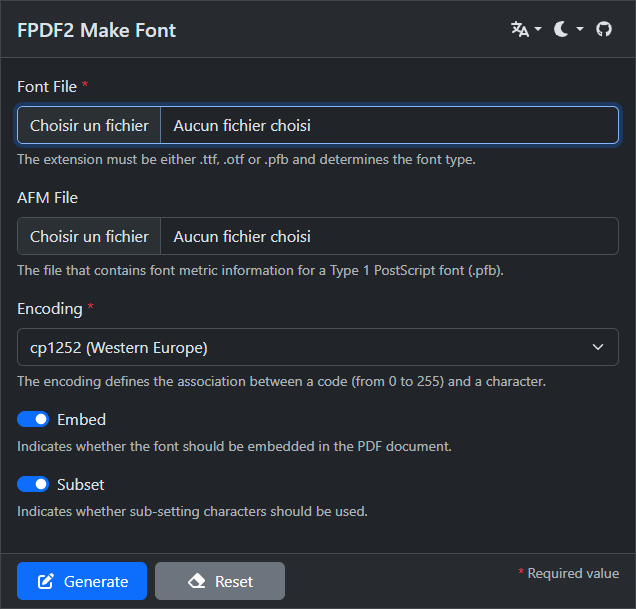 FPDF2 Make Font
Font File *
Choisir un fichier Aucun fichier choisi
The extension must be either .ttf, .otf or .pfb and determines the font type.
AFM File
Choisir un fichier Aucun fichier choisi
The file that contains font metric information for a Type 1 PostScript font (.pfb).
Encoding *
cp1252 (Western Europe)
The encoding defines the association between a code (from 0 to 255) and a character.
Embed
Indicates whether the font should be embedded in the PDF document.
Subset
Indicates whether sub-setting characters should be used.
Generate Reset * Required value